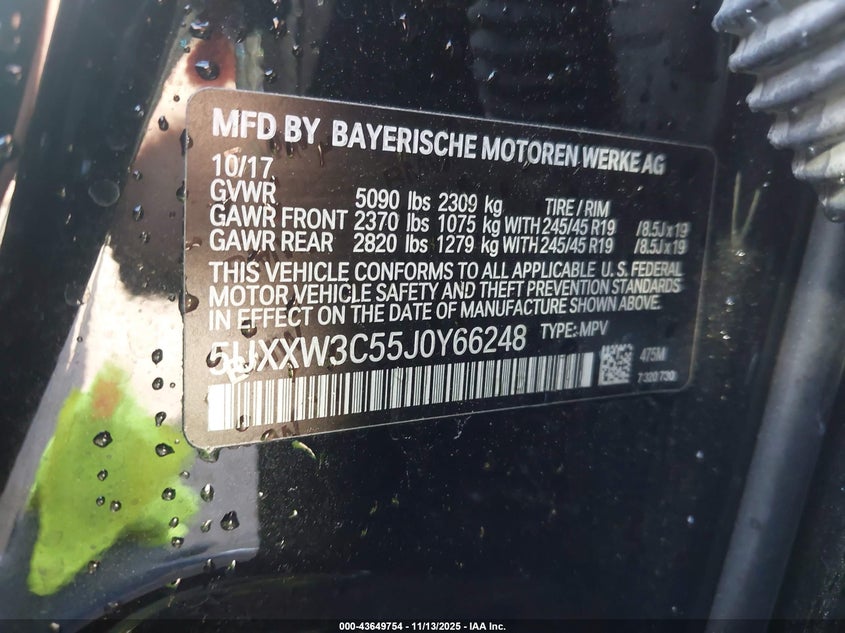 MFD BY BAYERISCHE MOTOREN WERKE AG
10/17
GVWR 5090 lbs 2309 kg TIRE / RIM
GAWR FRONT 2370 lbs 1075 kg WITH 245/45 R19 /8.5J x 19
GAWR REAR 2820 lbs 1279 kg WITH 245/45 R19 /8.5J x 19
THIS VEHICLE CONFORMS TO ALL APPLICABLE U.S. FEDERAL
MOTOR VEHICLE SAFETY AND THEFT PREVENTION STANDARDS
IN EFFECT ON THE DATE OF MANUFACTURE SHOWN ABOVE.
5UXXW3C55J0Y66248 TYPE: MPV
475M
7320730
000-43649754 - 11/13/2025 - IAA Inc.